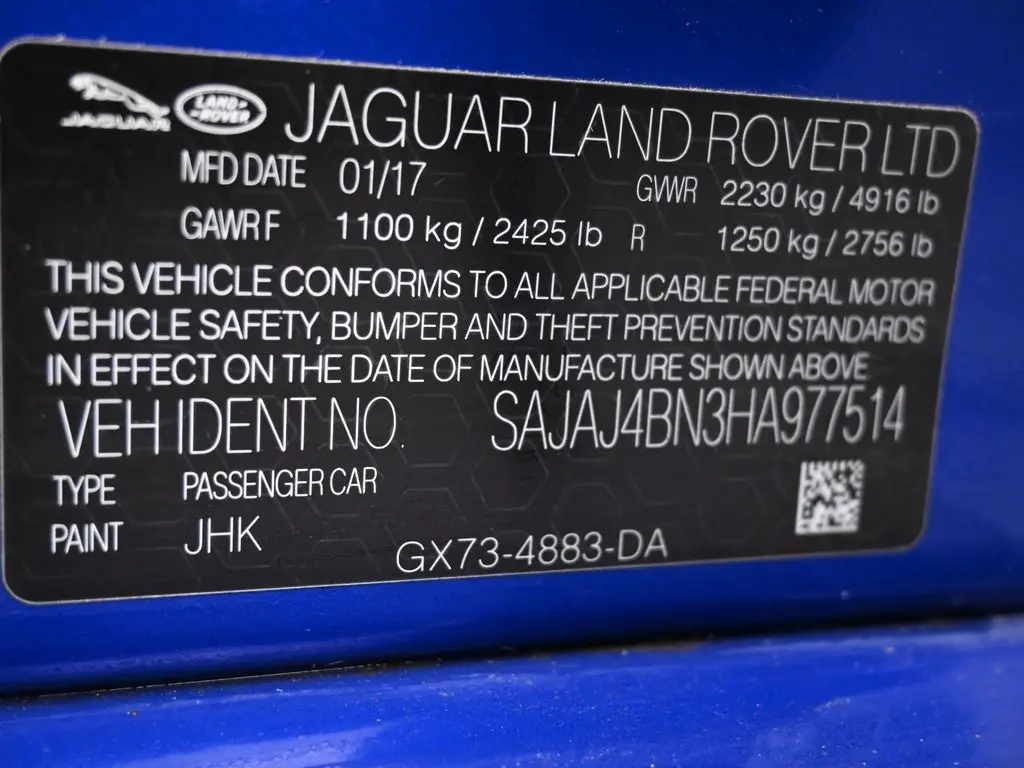 JAGUAR LAND-ROVER JAGUAR LAND ROVER LTD
MFD DATE 01/17 GVWR 2230 kg / 4916 lb
GAWR F 1100 kg / 2425 lb R 1250 kg / 2756 lb
THIS VEHICLE CONFORMS TO ALL APPLICABLE FEDERAL MOTOR
VEHICLE SAFETY, BUMPER AND THEFT PREVENTION STANDARDS
IN EFFECT ON THE DATE OF MANUFACTURE SHOWN ABOVE
VEH IDENT NO. SAJAJ4BN3HA977514
TYPE PASSENGER CAR
PAINT JHK
GX73-4883-DA